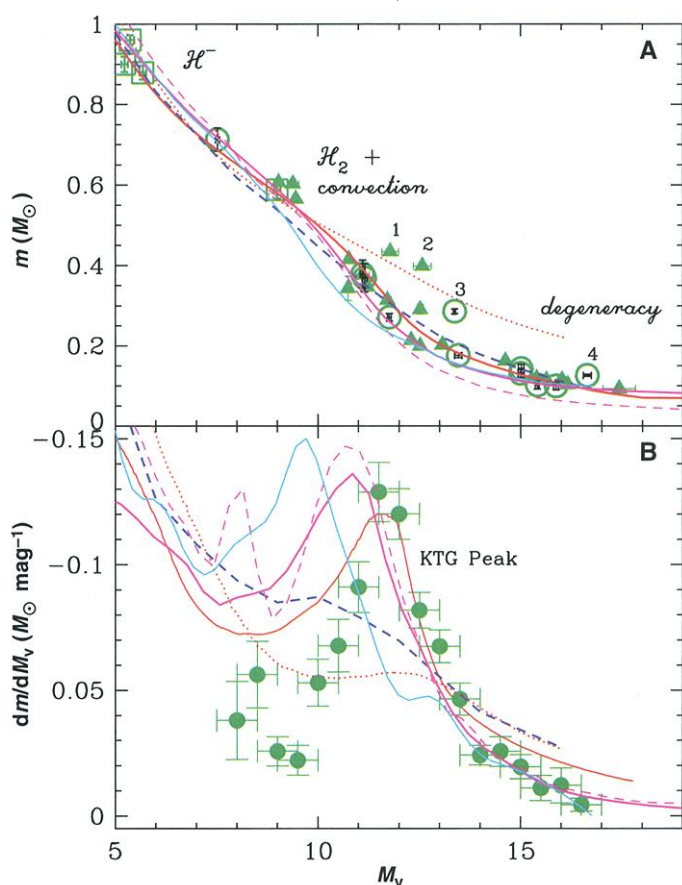 A
1
0.8
0.6
0.4
0.2
0
m (M⊙)
ℋ⁻
ℋ₂ +
convection
1
2
3
degeneracy
4
B
−0.15
−0.1
0.05
0
dm/dMᵥ (M⊙ mag⁻¹)
KTG Peak
5
10
15
Mᵥ